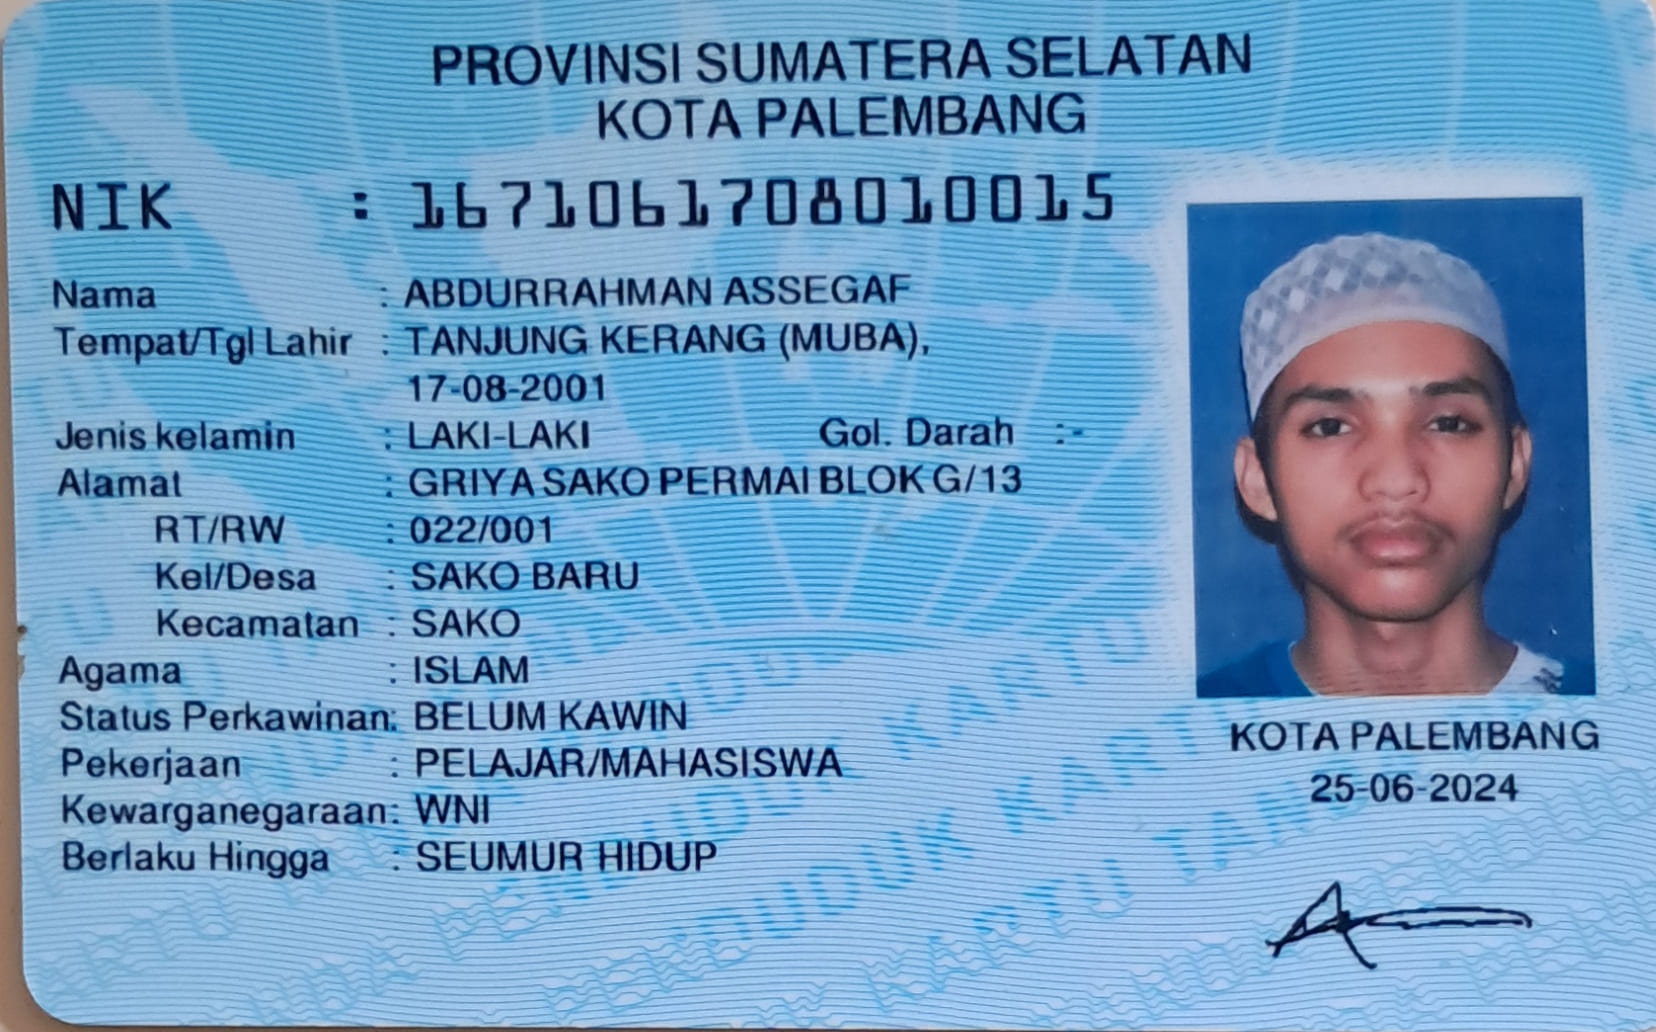 PROVINSI SUMATERA SELATAN
KOTA PALEMBANG
NIK : 1671061708010015
Nama : ABDURRAHMAN ASSEGAF
Tempat/Tgl Lahir : TANJUNG KERANG (MUBA),
17-08-2001
Jenis kelamin : LAKI-LAKI Gol. Darah :-
Alamat : GRIYA SAKO PERMAI BLOK G/13
RT/RW : 022/001
Kel/Desa : SAKO BARU
Kecamatan : SAKO
Agama : ISLAM
Status Perkawinan: BELUM KAWIN
Pekerjaan : PELAJAR/MAHASISWA
Kewarganegaraan: WNI
Berlaku Hingga : SEUMUR HIDUP
KOTA PALEMBANG
25-06-2024